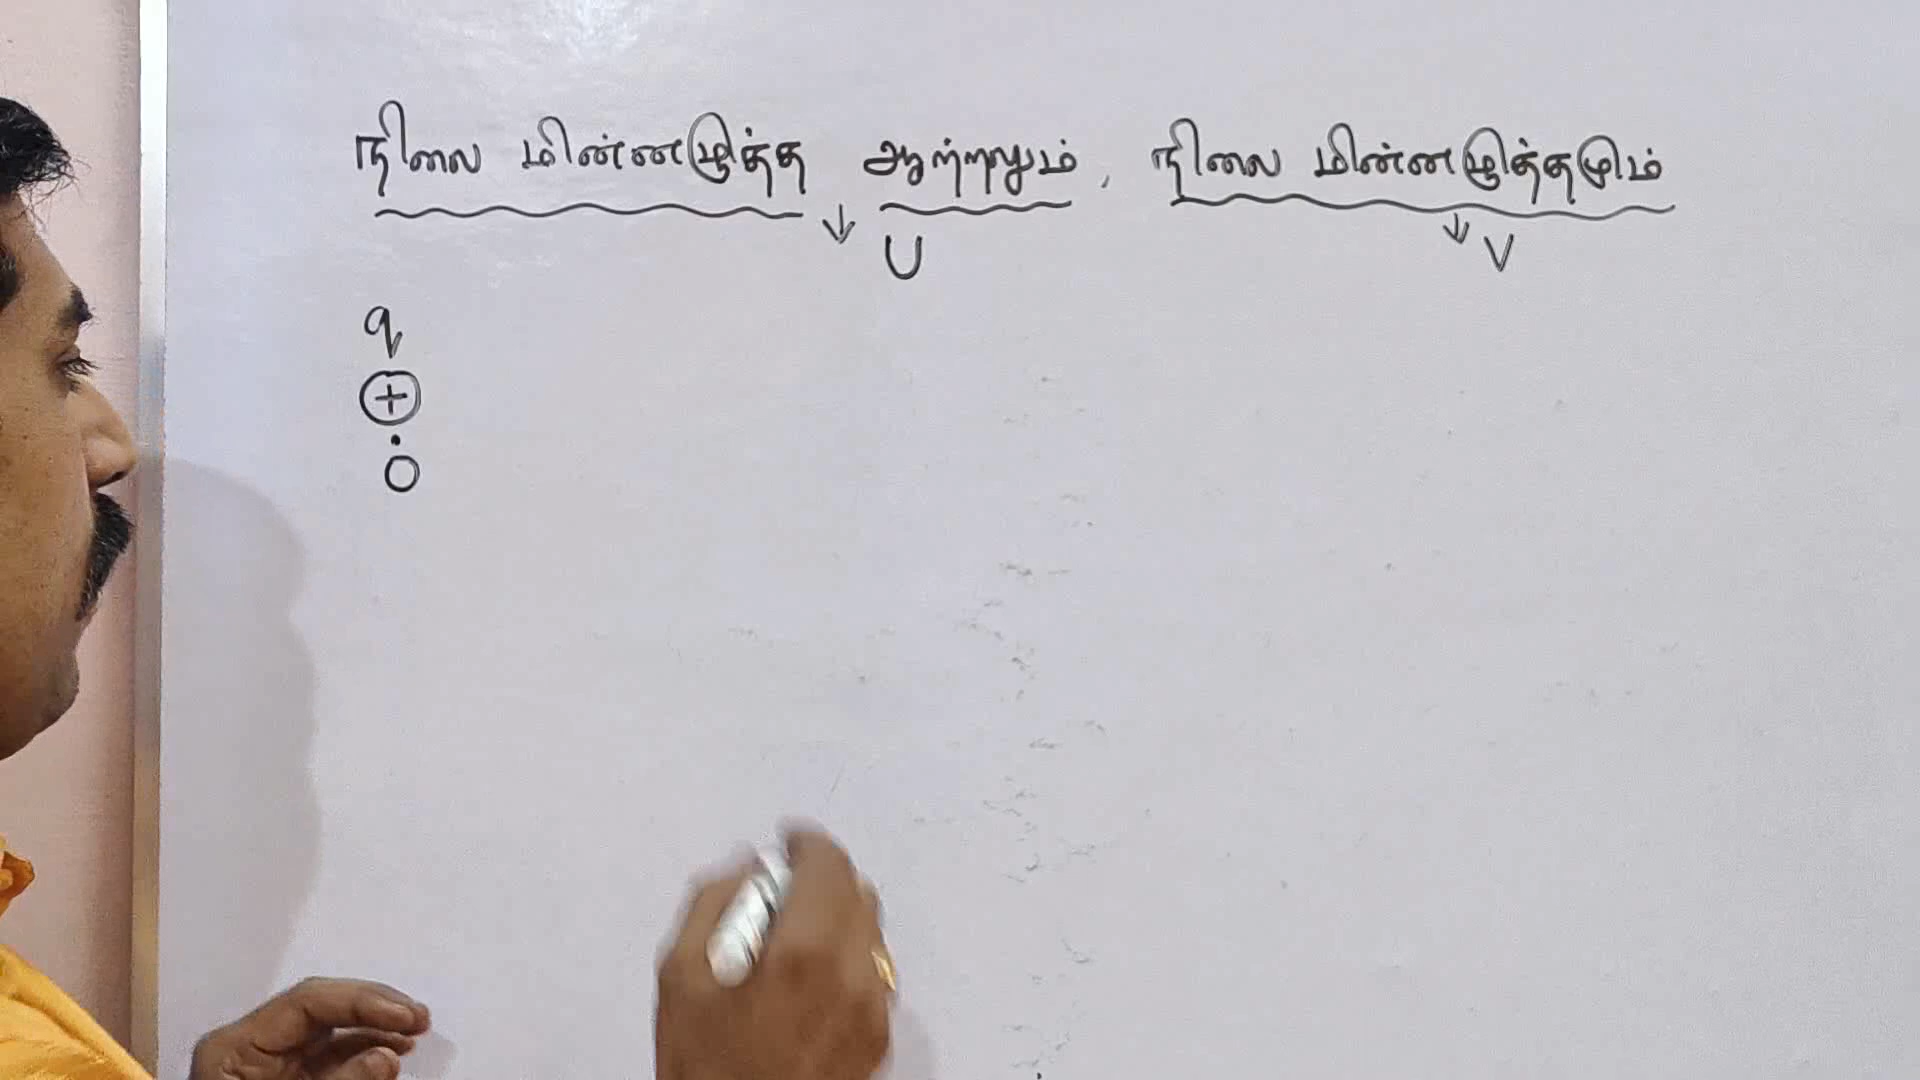 நிலை மின்னழுத்த ஆற்றலும், நிலை மின்னழுத்தமும்
↓ U ↓ V
q
+
O